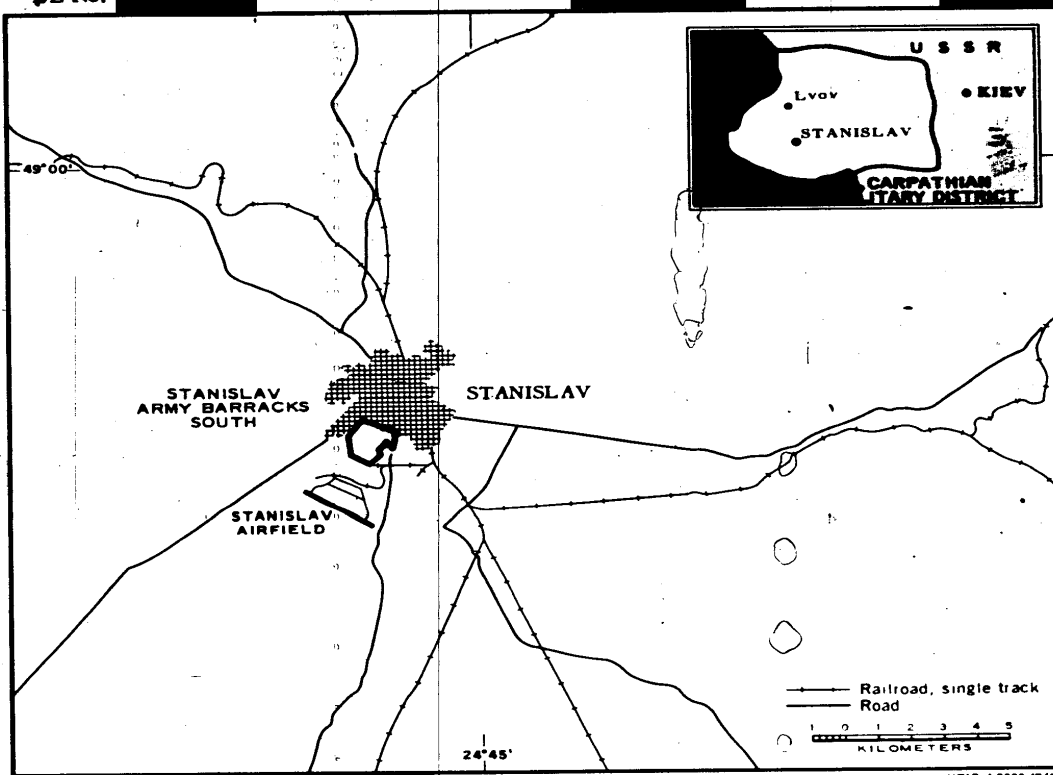 U S S R
Lvov
KIEV
STANISLAV
CARPATHIAN
ITARY DISTRICT
49°00'
STANISLAV
ARMY BARRACKS
SOUTH
STANISLAV
STANISLAV
AIRFIELD
24°45'
Railroad, single track
Road
1 0 1 2 3 4 5
KILOMETERS